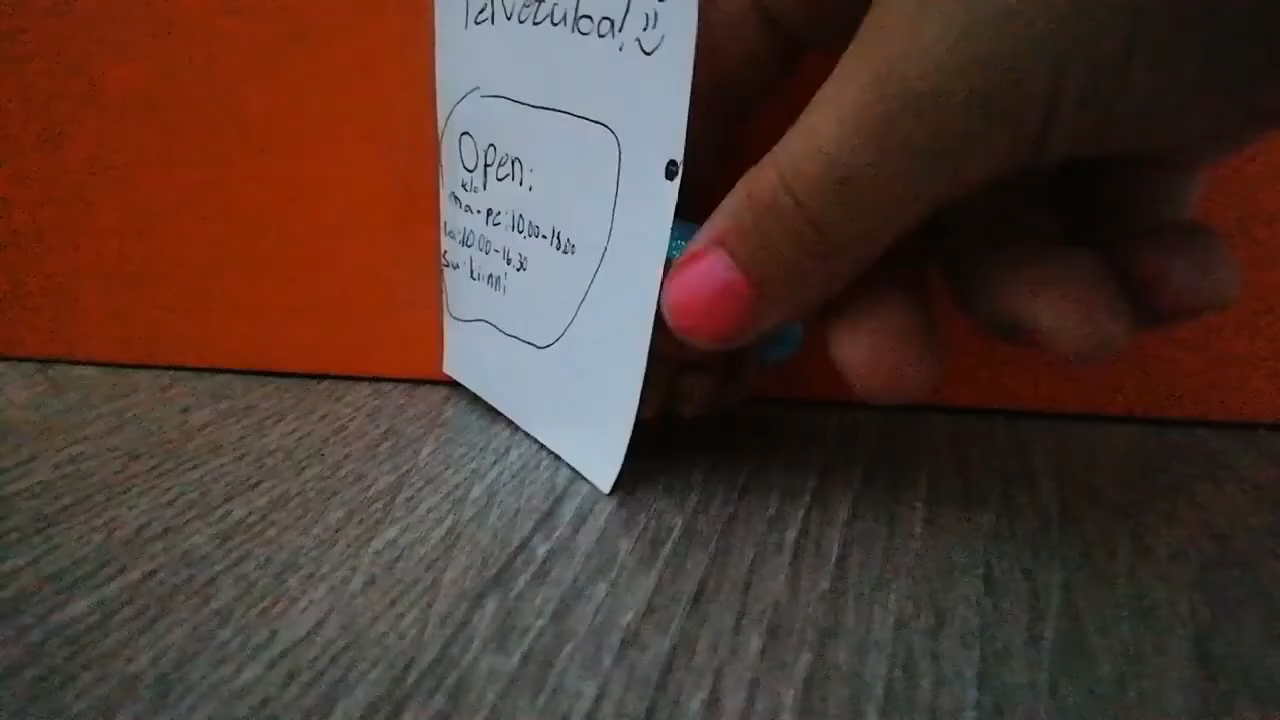 Tervetuloa!
Open:
klo
ma-pe: 10.00-18.00
la: 10.00-16.30
su: kiinni